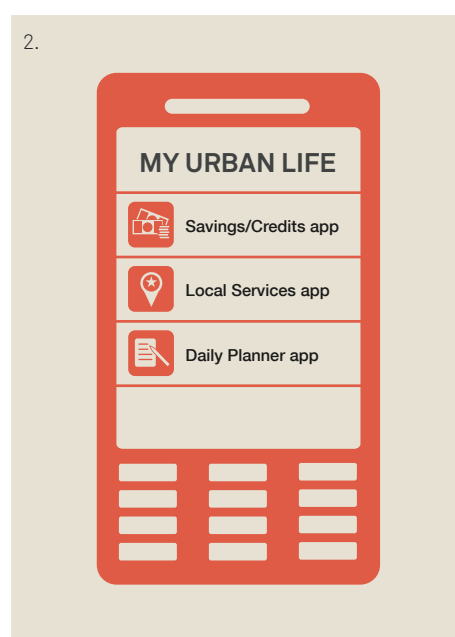 2.
MY URBAN LIFE
Savings/Credits app
Local Services app
Daily Planner app